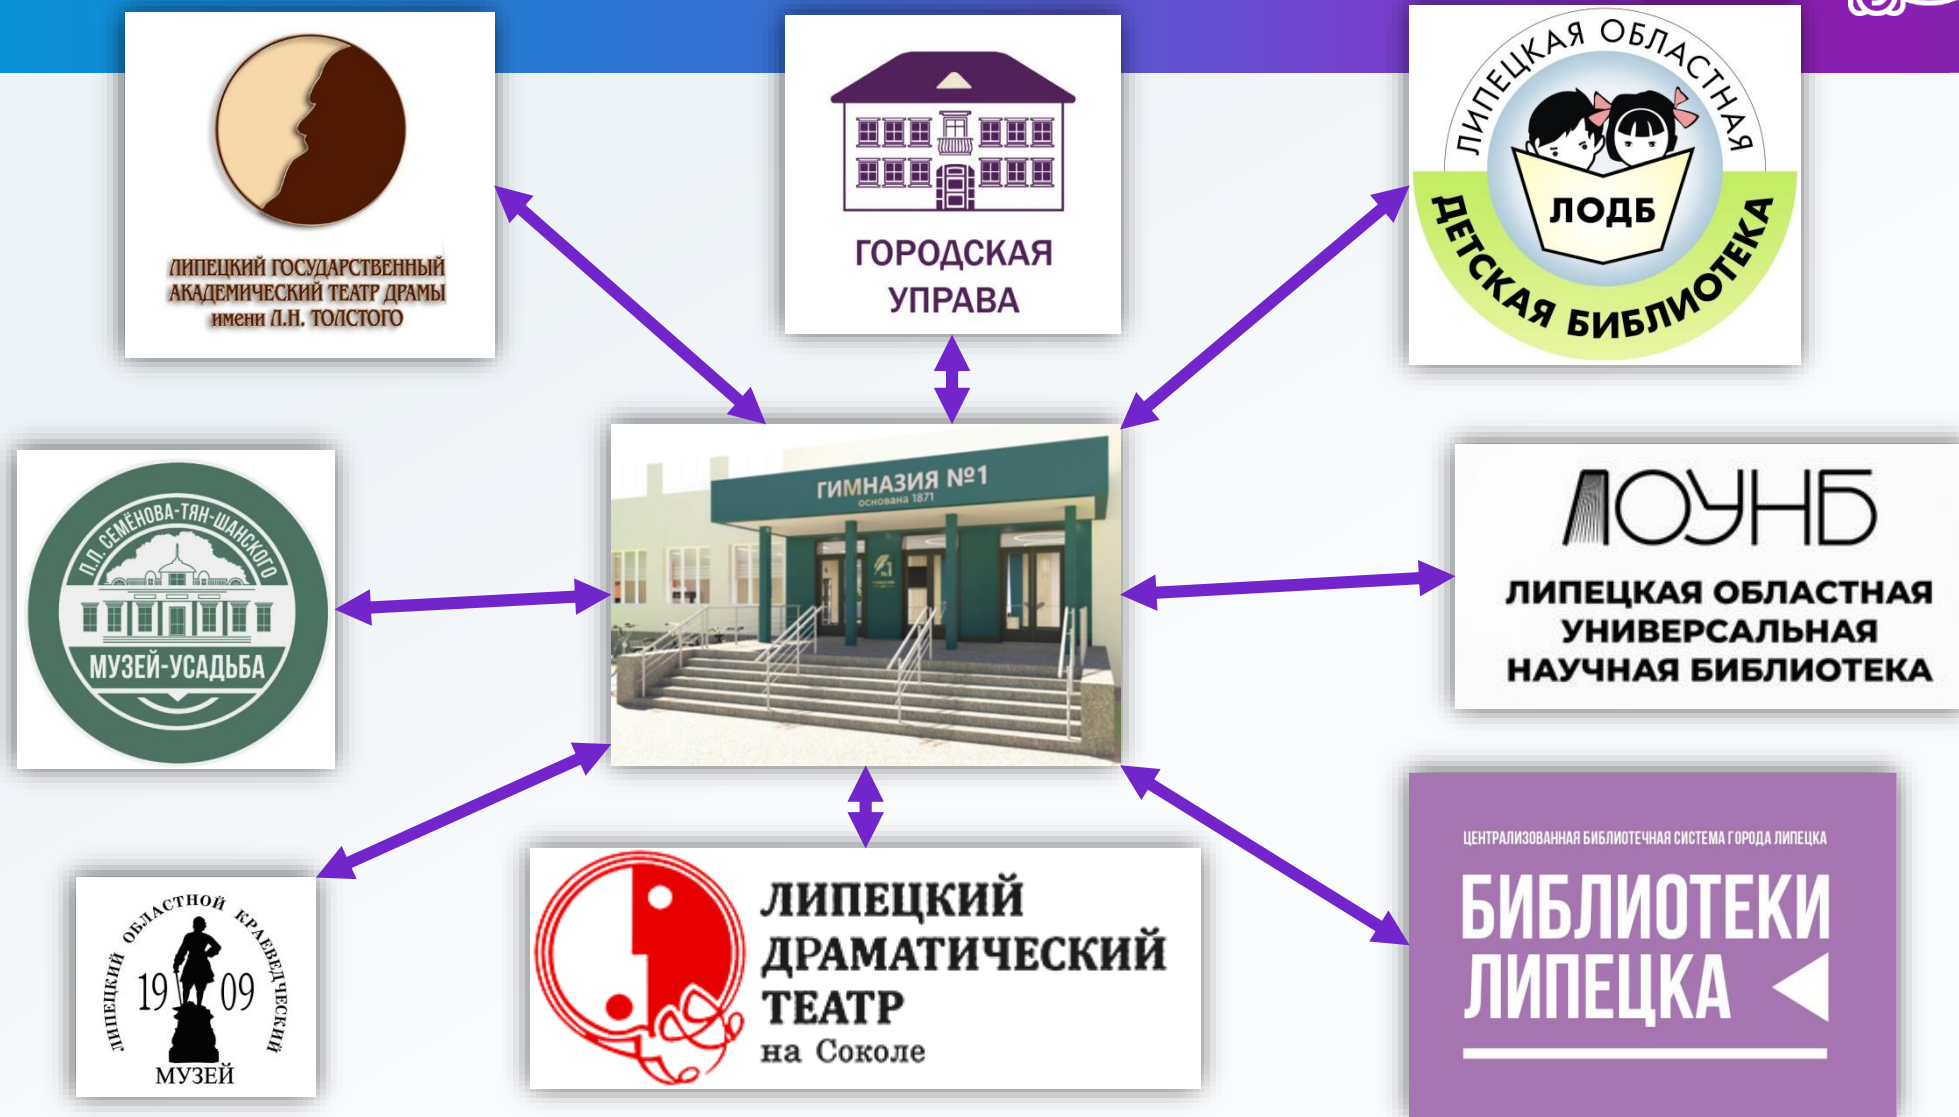 ЛИПЕЦКИЙ ГОСУДАРСТВЕННЫЙ
АКАДЕМИЧЕСКИЙ ТЕАТР ДРАМЫ
имени Л.Н. ТОЛСТОГО
ГОРОДСКАЯ
УПРАВА
ЛИПЕЦКАЯ ОБЛАСТНАЯ
ЛОДБ
ДЕТСКАЯ БИБЛИОТЕКА
П.П. СЕМЁНОВА-ТЯН-ШАНСКОГО
МУЗЕЙ-УСАДЬБА
ГИМНАЗИЯ №1
основана 1871
ЛОУНБ
ЛИПЕЦКАЯ ОБЛАСТНАЯ
УНИВЕРСАЛЬНАЯ
НАУЧНАЯ БИБЛИОТЕКА
ЛИПЕЦКИЙ ОБЛАСТНОЙ КРАЕВЕДЧЕСКИЙ
1909
МУЗЕЙ
ЛИПЕЦКИЙ
ДРАМАТИЧЕСКИЙ
ТЕАТР
на Соколе
ЦЕНТРАЛИЗОВАННАЯ БИБЛИОТЕЧНАЯ СИСТЕМА ГОРОДА ЛИПЕЦКА
БИБЛИОТЕКИ
ЛИПЕЦКА